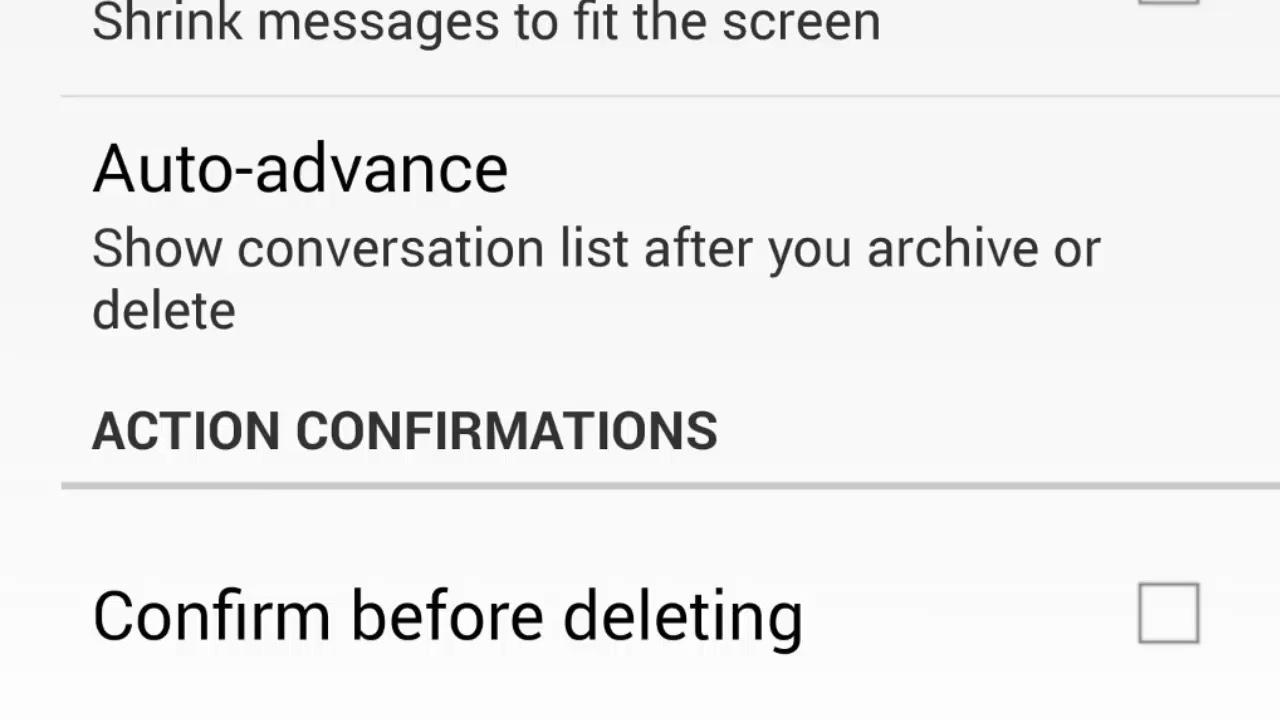 Shrink messages to fit the screen
Auto-advance
Show conversation list after you archive or
delete
ACTION CONFIRMATIONS
Confirm before deleting